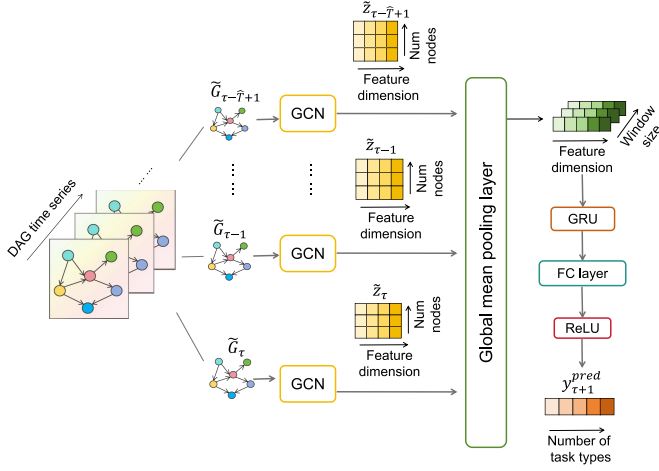 DAG time series
.....
G̃_{τ−T̂+1}
GCN
z̃_{τ−T̂+1}
Num
nodes
Feature
dimension
G̃_{τ−1}
GCN
z̃_{τ−1}
Num
nodes
Feature
dimension
G̃_τ
GCN
z̃_τ
Num
nodes
Feature
dimension
Global mean pooling layer
Window
size
Feature
dimension
GRU
FC layer
ReLU
y^{pred}_{τ+1}
Number of
task types